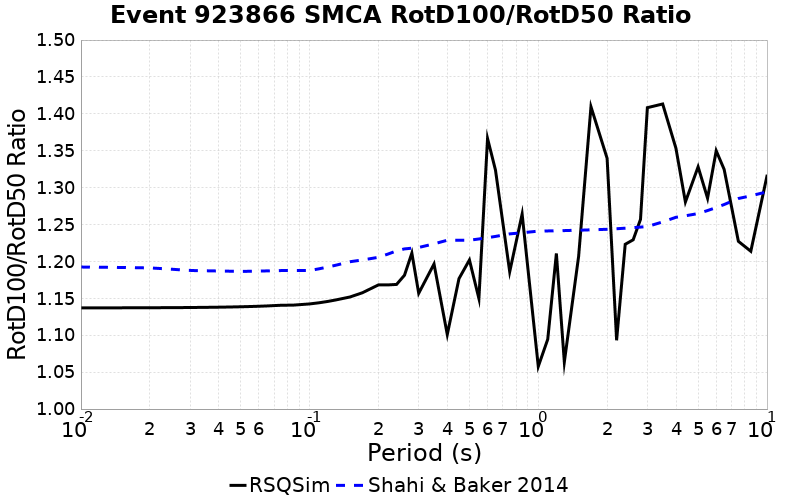 Event 923866 SMCA RotD100/RotD50 Ratio
RotD100/RotD50 Ratio
1.50
1.45
1.40
1.35
1.30
1.25
1.20
1.15
1.10
1.05
1.00
10-2 2 3 4 5 6 10-1 2 3 4 5 6 7 100 2 3 4 5 6 7 101
Period (s)
RSQSim Shahi & Baker 2014